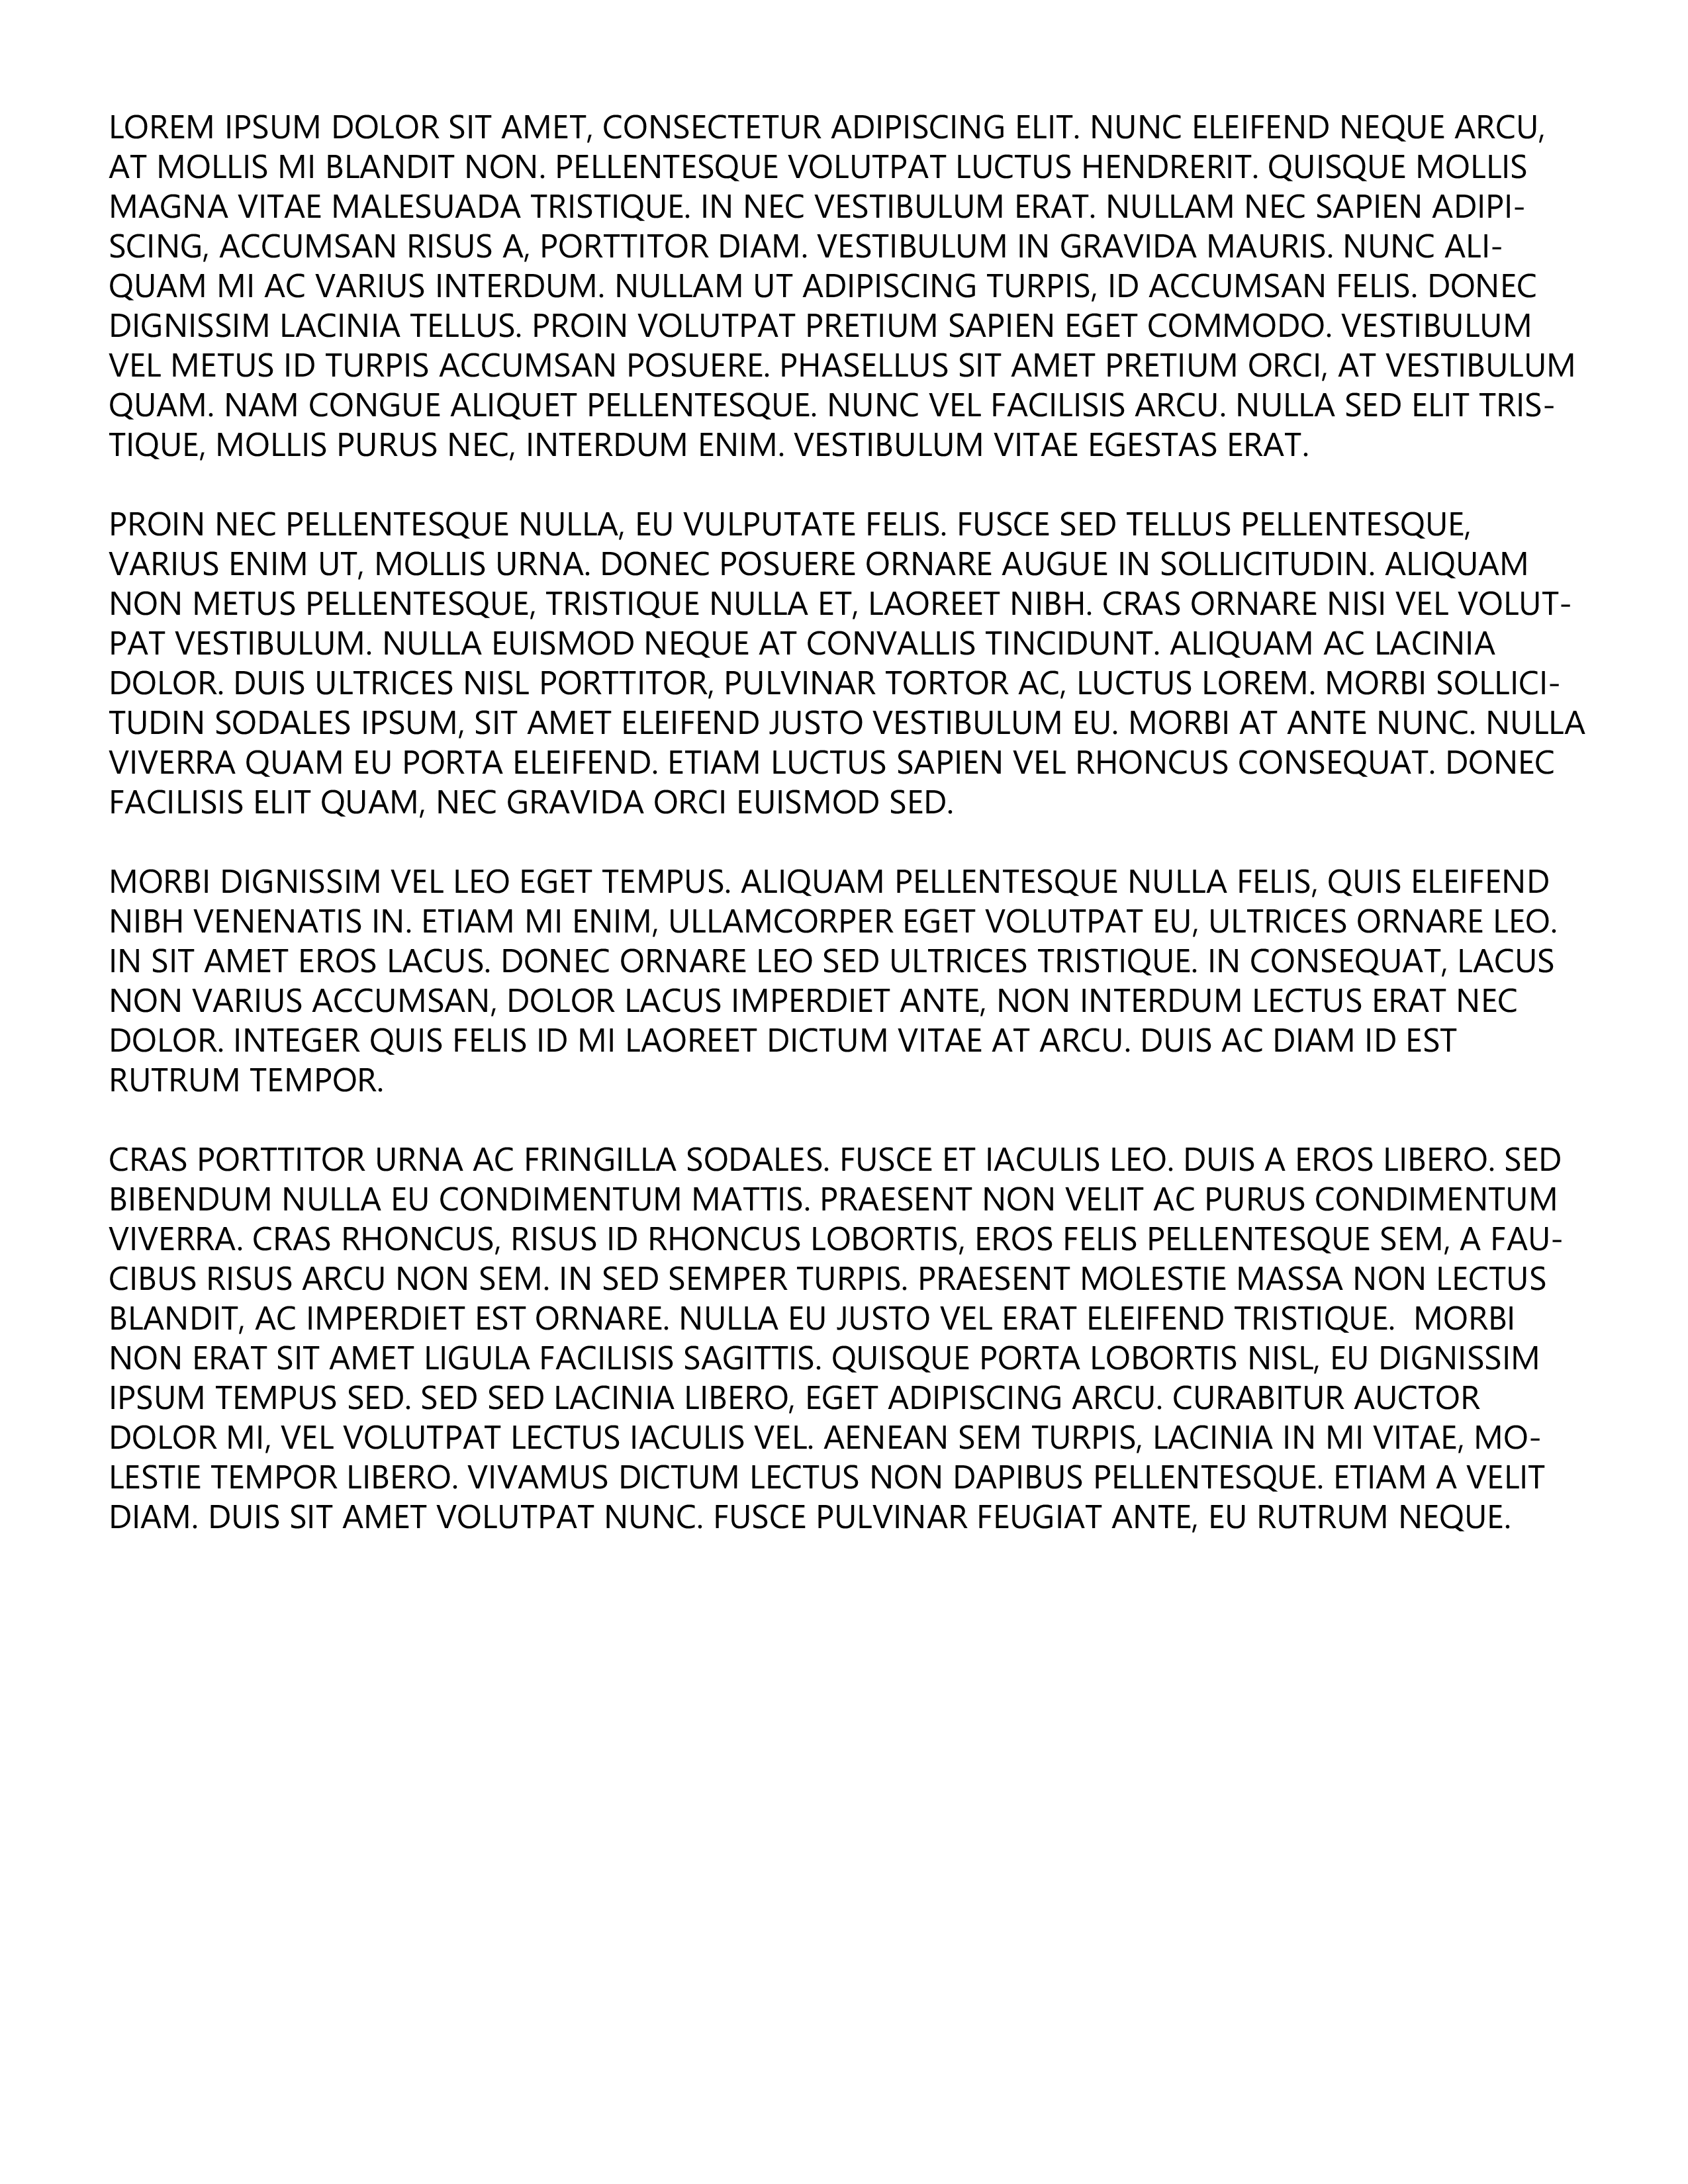 LOREM IPSUM DOLOR SIT AMET, CONSECTETUR ADIPISCING ELIT. NUNC ELEIFEND NEQUE ARCU,
AT MOLLIS MI BLANDIT NON. PELLENTESQUE VOLUTPAT LUCTUS HENDRERIT. QUISQUE MOLLIS
MAGNA VITAE MALESUADA TRISTIQUE. IN NEC VESTIBULUM ERAT. NULLAM NEC SAPIEN ADIPI-
SCING, ACCUMSAN RISUS A, PORTTITOR DIAM. VESTIBULUM IN GRAVIDA MAURIS. NUNC ALI-
QUAM MI AC VARIUS INTERDUM. NULLAM UT ADIPISCING TURPIS, ID ACCUMSAN FELIS. DONEC
DIGNISSIM LACINIA TELLUS. PROIN VOLUTPAT PRETIUM SAPIEN EGET COMMODO. VESTIBULUM
VEL METUS ID TURPIS ACCUMSAN POSUERE. PHASELLUS SIT AMET PRETIUM ORCI, AT VESTIBULUM
QUAM. NAM CONGUE ALIQUET PELLENTESQUE. NUNC VEL FACILISIS ARCU. NULLA SED ELIT TRIS-
TIQUE, MOLLIS PURUS NEC, INTERDUM ENIM. VESTIBULUM VITAE EGESTAS ERAT.

PROIN NEC PELLENTESQUE NULLA, EU VULPUTATE FELIS. FUSCE SED TELLUS PELLENTESQUE,
VARIUS ENIM UT, MOLLIS URNA. DONEC POSUERE ORNARE AUGUE IN SOLLICITUDIN. ALIQUAM
NON METUS PELLENTESQUE, TRISTIQUE NULLA ET, LAOREET NIBH. CRAS ORNARE NISI VEL VOLUT-
PAT VESTIBULUM. NULLA EUISMOD NEQUE AT CONVALLIS TINCIDUNT. ALIQUAM AC LACINIA
DOLOR. DUIS ULTRICES NISL PORTTITOR, PULVINAR TORTOR AC, LUCTUS LOREM. MORBI SOLLICI-
TUDIN SODALES IPSUM, SIT AMET ELEIFEND JUSTO VESTIBULUM EU. MORBI AT ANTE NUNC. NULLA
VIVERRA QUAM EU PORTA ELEIFEND. ETIAM LUCTUS SAPIEN VEL RHONCUS CONSEQUAT. DONEC
FACILISIS ELIT QUAM, NEC GRAVIDA ORCI EUISMOD SED.

MORBI DIGNISSIM VEL LEO EGET TEMPUS. ALIQUAM PELLENTESQUE NULLA FELIS, QUIS ELEIFEND
NIBH VENENATIS IN. ETIAM MI ENIM, ULLAMCORPER EGET VOLUTPAT EU, ULTRICES ORNARE LEO.
IN SIT AMET EROS LACUS. DONEC ORNARE LEO SED ULTRICES TRISTIQUE. IN CONSEQUAT, LACUS
NON VARIUS ACCUMSAN, DOLOR LACUS IMPERDIET ANTE, NON INTERDUM LECTUS ERAT NEC
DOLOR. INTEGER QUIS FELIS ID MI LAOREET DICTUM VITAE AT ARCU. DUIS AC DIAM ID EST
RUTRUM TEMPOR.

CRAS PORTTITOR URNA AC FRINGILLA SODALES. FUSCE ET IACULIS LEO. DUIS A EROS LIBERO. SED
BIBENDUM NULLA EU CONDIMENTUM MATTIS. PRAESENT NON VELIT AC PURUS CONDIMENTUM
VIVERRA. CRAS RHONCUS, RISUS ID RHONCUS LOBORTIS, EROS FELIS PELLENTESQUE SEM, A FAU-
CIBUS RISUS ARCU NON SEM. IN SED SEMPER TURPIS. PRAESENT MOLESTIE MASSA NON LECTUS
BLANDIT, AC IMPERDIET EST ORNARE. NULLA EU JUSTO VEL ERAT ELEIFEND TRISTIQUE.  MORBI
NON ERAT SIT AMET LIGULA FACILISIS SAGITTIS. QUISQUE PORTA LOBORTIS NISL, EU DIGNISSIM
IPSUM TEMPUS SED. SED SED LACINIA LIBERO, EGET ADIPISCING ARCU. CURABITUR AUCTOR
DOLOR MI, VEL VOLUTPAT LECTUS IACULIS VEL. AENEAN SEM TURPIS, LACINIA IN MI VITAE, MO-
LESTIE TEMPOR LIBERO. VIVAMUS DICTUM LECTUS NON DAPIBUS PELLENTESQUE. ETIAM A VELIT
DIAM. DUIS SIT AMET VOLUTPAT NUNC. FUSCE PULVINAR FEUGIAT ANTE, EU RUTRUM NEQUE.